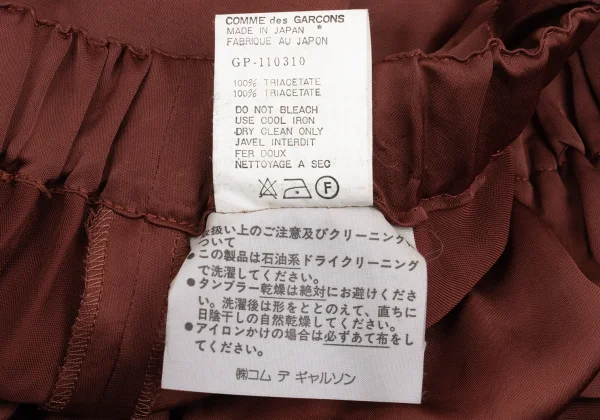 COMME des GARCONS
MADE IN JAPAN
FABRIQUE AU JAPON
GP-110310
100% TRIACETATE
100% TRIACETATE
DO NOT BLEACH
USE COOL IRON
DRY CLEAN ONLY
JAVEL INTERDIT
FER DOUX
NETTOYAGE A SEC
F
取扱い上のご注意及びクリーニングに
ついて
●この製品は石油系ドライクリーニング
で洗濯してください。
●タンブラー乾燥は絶対にお避けくださ
い。洗濯後は形をととのえて、直ちに
日陰干しの自然乾燥してください。
●アイロンかけの場合は必ずあて布をし
てください。
㈱コム デ ギャルソン